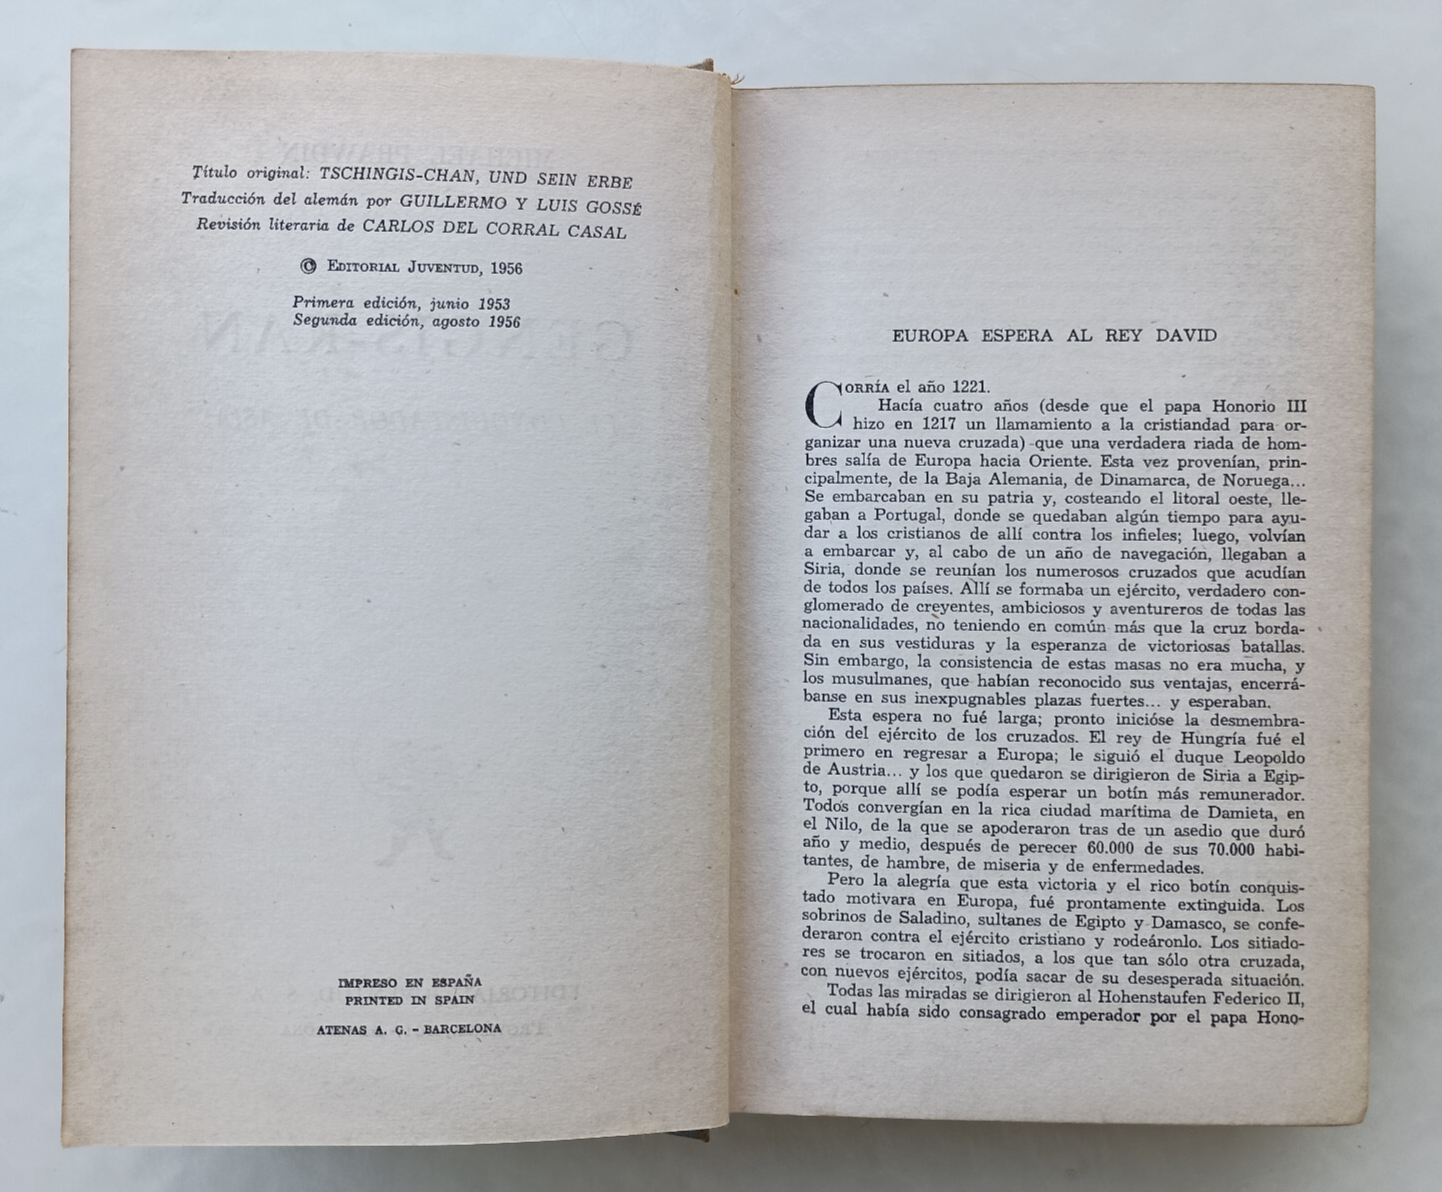 Título original: TSCHINGIS-CHAN, UND SEIN ERBE
Traducción del alemán por GUILLERMO Y LUIS GOSSÉ
Revisión literaria de CARLOS DEL CORRAL CASAL
© EDITORIAL JUVENTUD, 1956
Primera edición, junio 1953
Segunda edición, agosto 1956
IMPRESO EN ESPAÑA
PRINTED IN SPAIN
ATENAS A. G. - BARCELONA
EUROPA ESPERA AL REY DAVID
CORRÍA el año 1221.
Hacía cuatro años (desde que el papa Honorio III
hizo en 1217 un llamamiento a la cristiandad para or-
ganizar una nueva cruzada) que una verdadera riada de hom-
bres salía de Europa hacia Oriente. Esta vez provenían, prin-
cipalmente, de la Baja Alemania, de Dinamarca, de Noruega...
Se embarcaban en su patria y, costeando el litoral oeste, lle-
gaban a Portugal, donde se quedaban algún tiempo para ayu-
dar a los cristianos de allí contra los infieles; luego, volvían
a embarcar y, al cabo de un año de navegación, llegaban a
Siria, donde se reunían los numerosos cruzados que acudían
de todos los países. Allí se formaba un ejército, verdadero con-
glomerado de creyentes, ambiciosos y aventureros de todas las
nacionalidades, no teniendo en común más que la cruz borda-
da en sus vestiduras y la esperanza de victoriosas batallas.
Sin embargo, la consistencia de estas masas no era mucha, y
los musulmanes, que habían reconocido sus ventajas, encerrá-
banse en sus inexpugnables plazas fuertes... y esperaban.
Esta espera no fué larga; pronto inicióse la desmembra-
ción del ejército de los cruzados. El rey de Hungría fué el
primero en regresar a Europa; le siguió el duque Leopoldo
de Austria... y los que quedaron se dirigieron de Siria a Egip-
to, porque allí se podía esperar un botín más remunerador.
Todos convergían en la rica ciudad marítima de Damieta, en
el Nilo, de la que se apoderaron tras de un asedio que duró
año y medio, después de perecer 60.000 de sus 70.000 habi-
tantes, de hambre, de miseria y de enfermedades.
Pero la alegría que esta victoria y el rico botín conquis-
tado motivara en Europa, fué prontamente extinguida. Los
sobrinos de Saladino, sultanes de Egipto y Damasco, se confe-
deraron contra el ejército cristiano y rodeáronlo. Los sitiado-
res se trocaron en sitiados, a los que tan sólo otra cruzada,
con nuevos ejércitos, podía sacar de su desesperada situación.
Todas las miradas se dirigieron al Hohenstaufen Federico II,
el cual había sido consagrado emperador por el papa Hono-